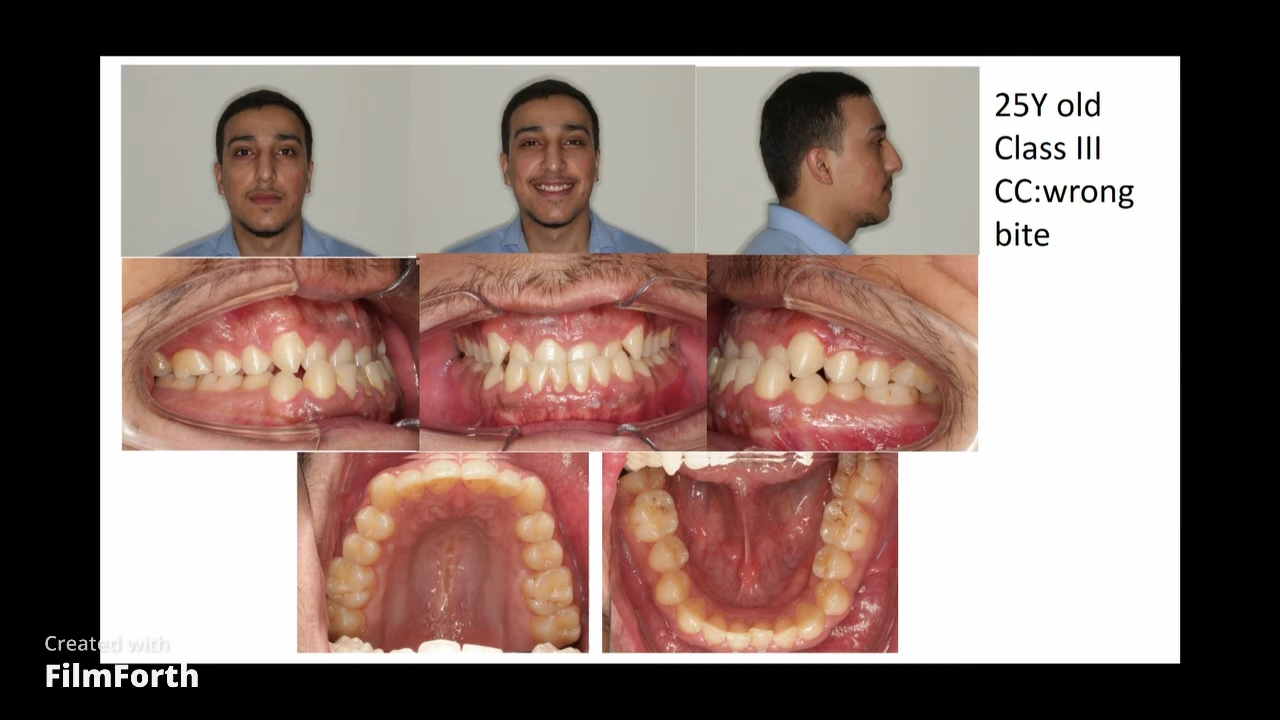 25Y old
Class III
CC:wrong
bite
Created with
FilmForth